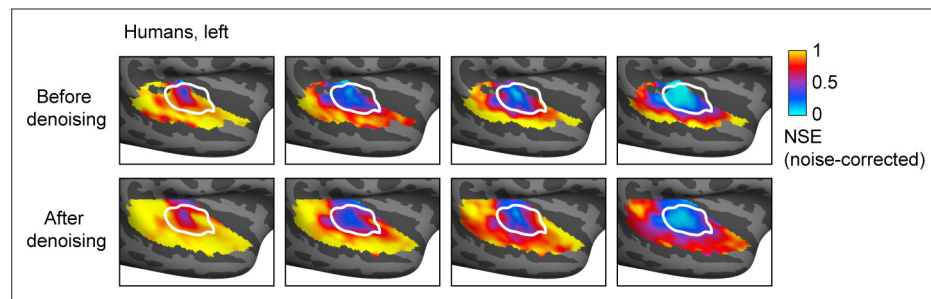 Humans, left
Before
denoising
1
0.5
0
NSE
(noise-corrected)
After
denoising